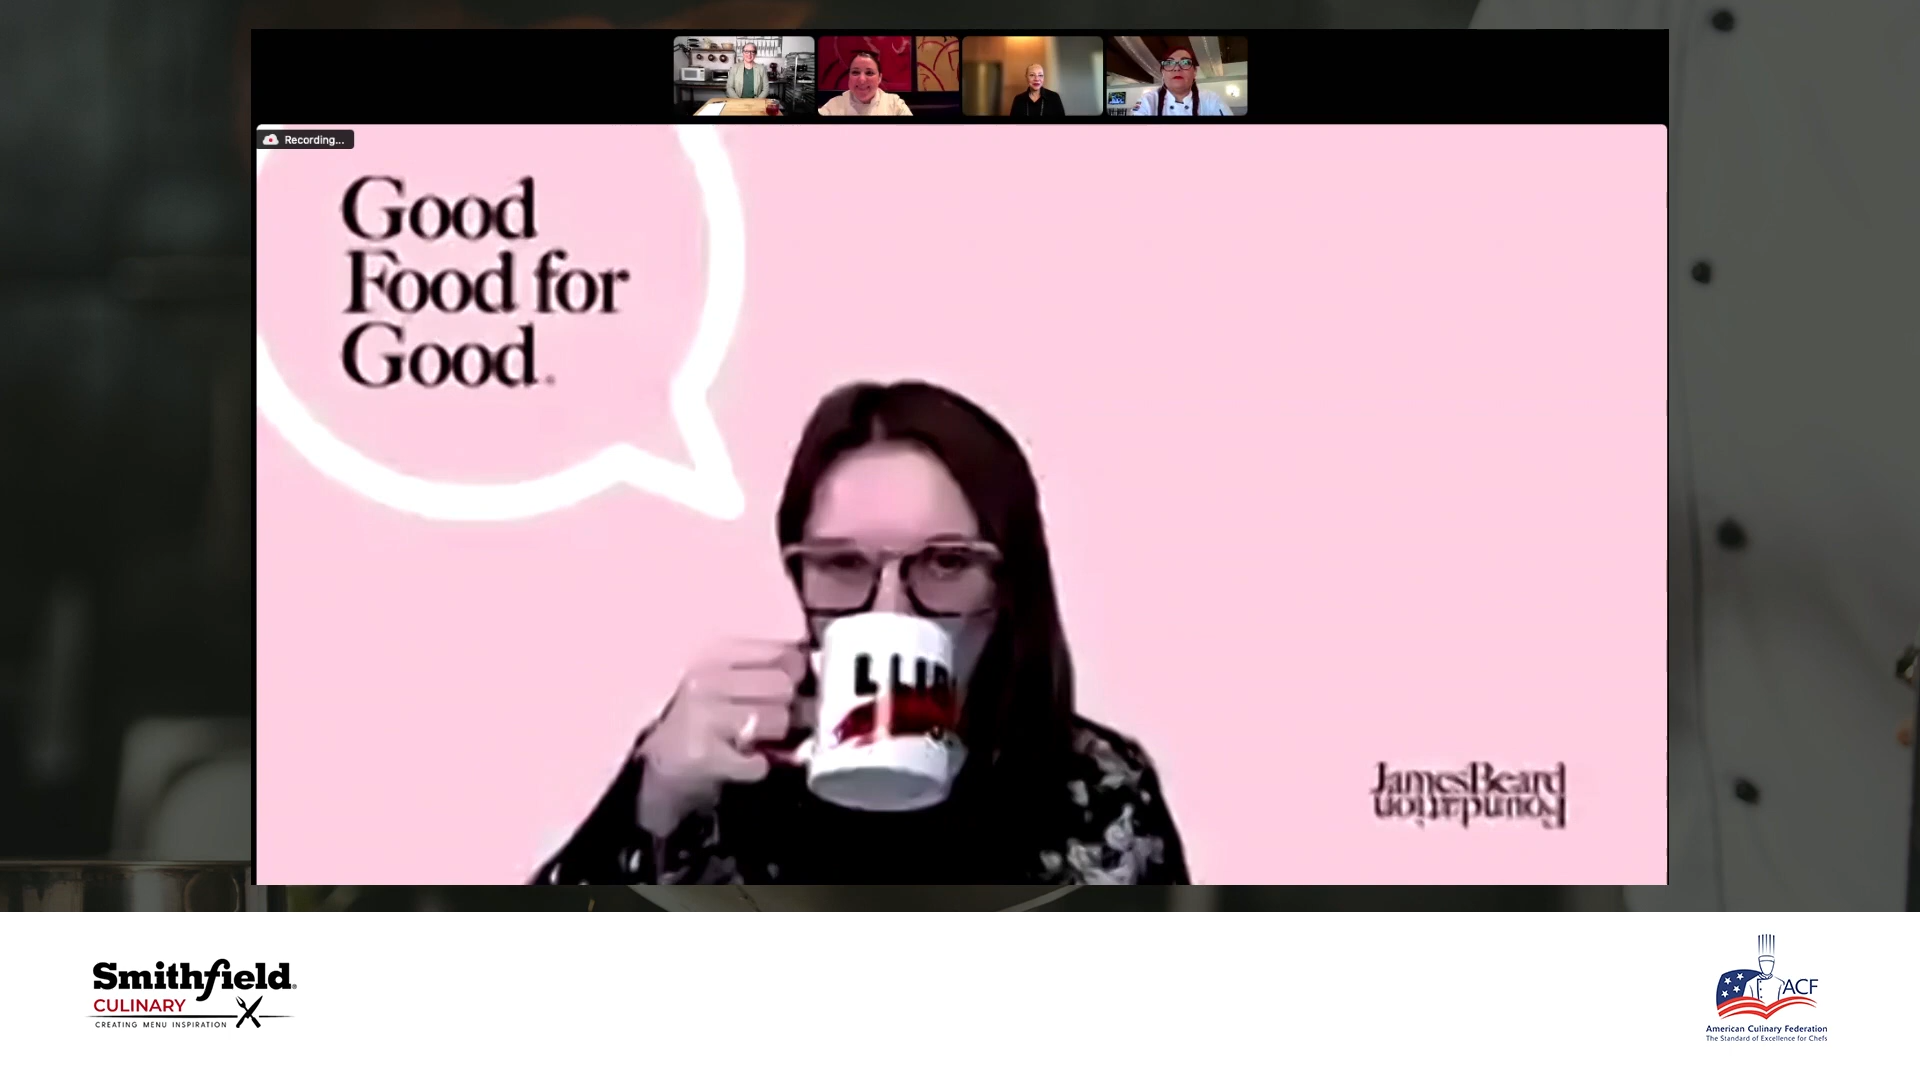 Recording...
Good
Food for
Good.
JamesBeard
Foundation
Smithfield®
CULINARY
CREATING MENU INSPIRATION
ACF
American Culinary Federation
The Standard of Excellence for Chefs